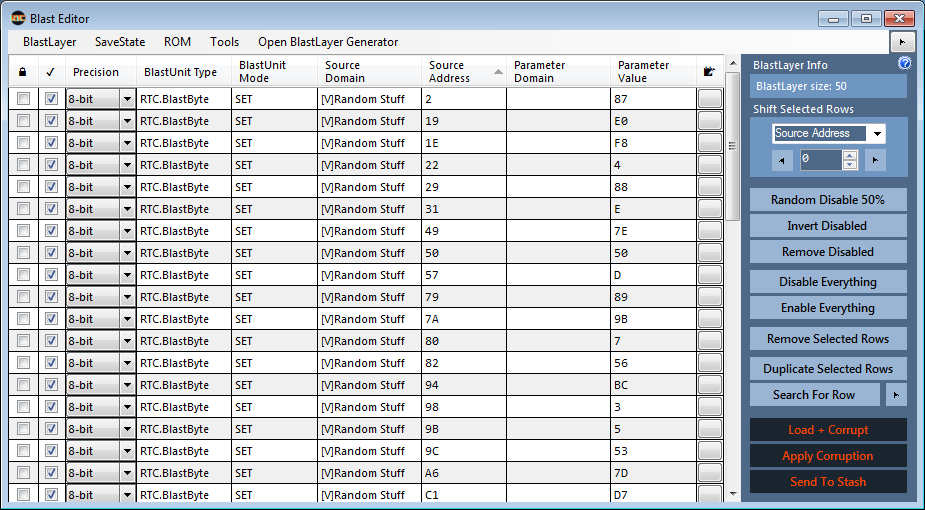 Blast Editor
BlastLayer SaveState ROM Tools Open BlastLayer Generator
Precision BlastUnit Type BlastUnit Mode Source Domain Source Address Parameter Domain Parameter Value
8-bit RTC.BlastByte SET [V]Random Stuff 2 87
8-bit RTC.BlastByte SET [V]Random Stuff 19 E0
8-bit RTC.BlastByte SET [V]Random Stuff 1E F8
8-bit RTC.BlastByte SET [V]Random Stuff 22 4
8-bit RTC.BlastByte SET [V]Random Stuff 29 88
8-bit RTC.BlastByte SET [V]Random Stuff 31 E
8-bit RTC.BlastByte SET [V]Random Stuff 49 7E
8-bit RTC.BlastByte SET [V]Random Stuff 50 50
8-bit RTC.BlastByte SET [V]Random Stuff 57 D
8-bit RTC.BlastByte SET [V]Random Stuff 79 89
8-bit RTC.BlastByte SET [V]Random Stuff 7A 9B
8-bit RTC.BlastByte SET [V]Random Stuff 80 7
8-bit RTC.BlastByte SET [V]Random Stuff 82 56
8-bit RTC.BlastByte SET [V]Random Stuff 94 BC
8-bit RTC.BlastByte SET [V]Random Stuff 98 3
8-bit RTC.BlastByte SET [V]Random Stuff 9B 5
8-bit RTC.BlastByte SET [V]Random Stuff 9C 53
8-bit RTC.BlastByte SET [V]Random Stuff A6 7D
8-bit RTC.BlastByte SET [V]Random Stuff C1 D7
BlastLayer Info ?
BlastLayer size: 50
Shift Selected Rows
Source Address
0
Random Disable 50%
Invert Disabled
Remove Disabled
Disable Everything
Enable Everything
Remove Selected Rows
Duplicate Selected Rows
Search For Row
Load + Corrupt
Apply Corruption
Send To Stash